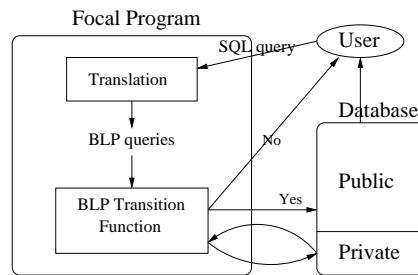 Focal Program
User
SQL query
Translation
Database
BLP queries
No
Public
Yes
BLP Transition
Function
Private